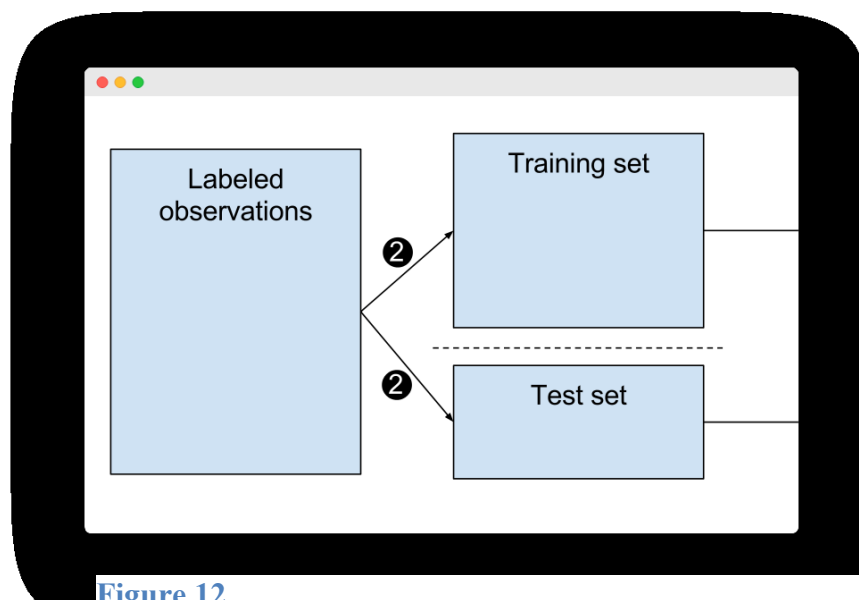 Labeled
observations
2
Training set
2
Test set
Figure 12